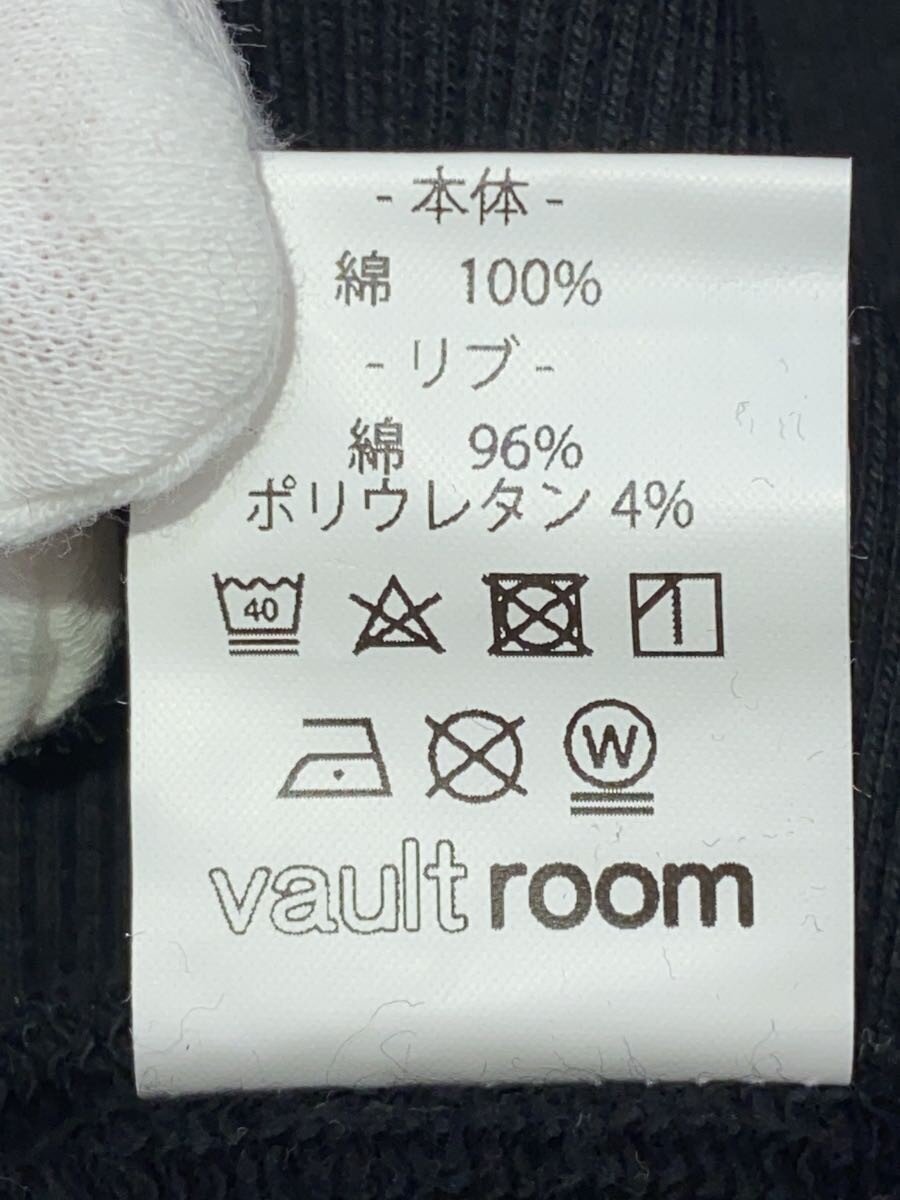 - 本体 -
綿 100%
- リブ -
綿 96%
ポリウレタン 4%
40
W
vault room